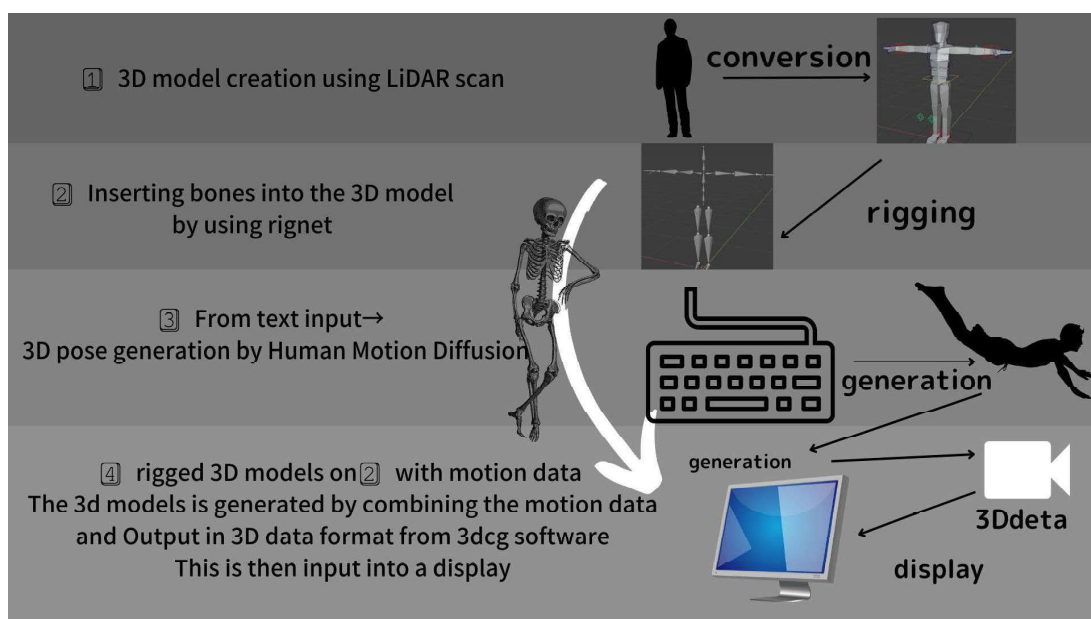 1 3D model creation using LiDAR scan
conversion
2 Inserting bones into the 3D model
by using rignet
rigging
3 From text input→
3D pose generation by Human Motion Diffusion
generation
4 rigged 3D models on 2 with motion data
The 3d models is generated by combining the motion data
and Output in 3D data format from 3dcg software
This is then input into a display
generation
3Ddeta
display